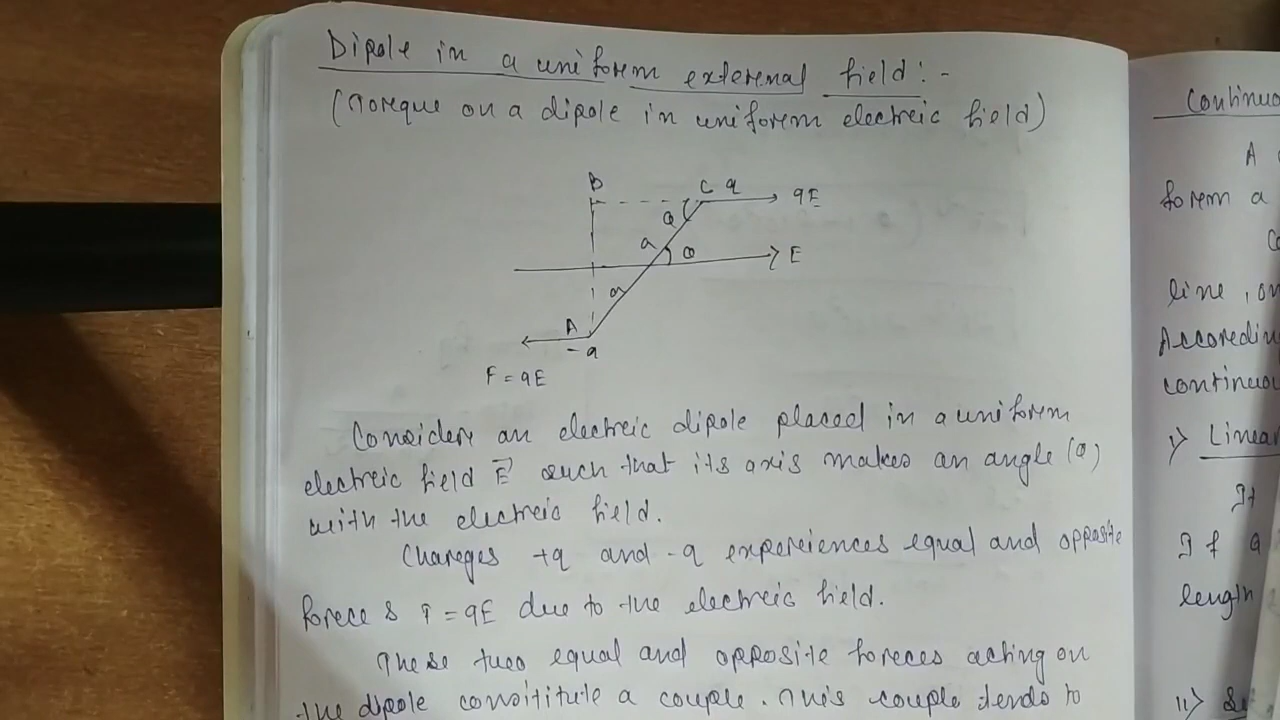 Dipole in a uniform external field :-
(Torque on a dipole in uniform electric field)
B
C q
qE
θ
a
θ
E
a
A
-q
F = qE
Consider an electric dipole placed in a uniform
electric field E⃗ such that its axis makes an angle (θ)
with the electric field.
Charges +q and -q experiences equal and opposite
forces F = qE due to the electric field.
These two equal and opposite forces acting on
the dipole constitute a couple. This couple tends to
Continuo
A
form a
line, on
According
continuou
i) Linear
It
If q
length
ii)